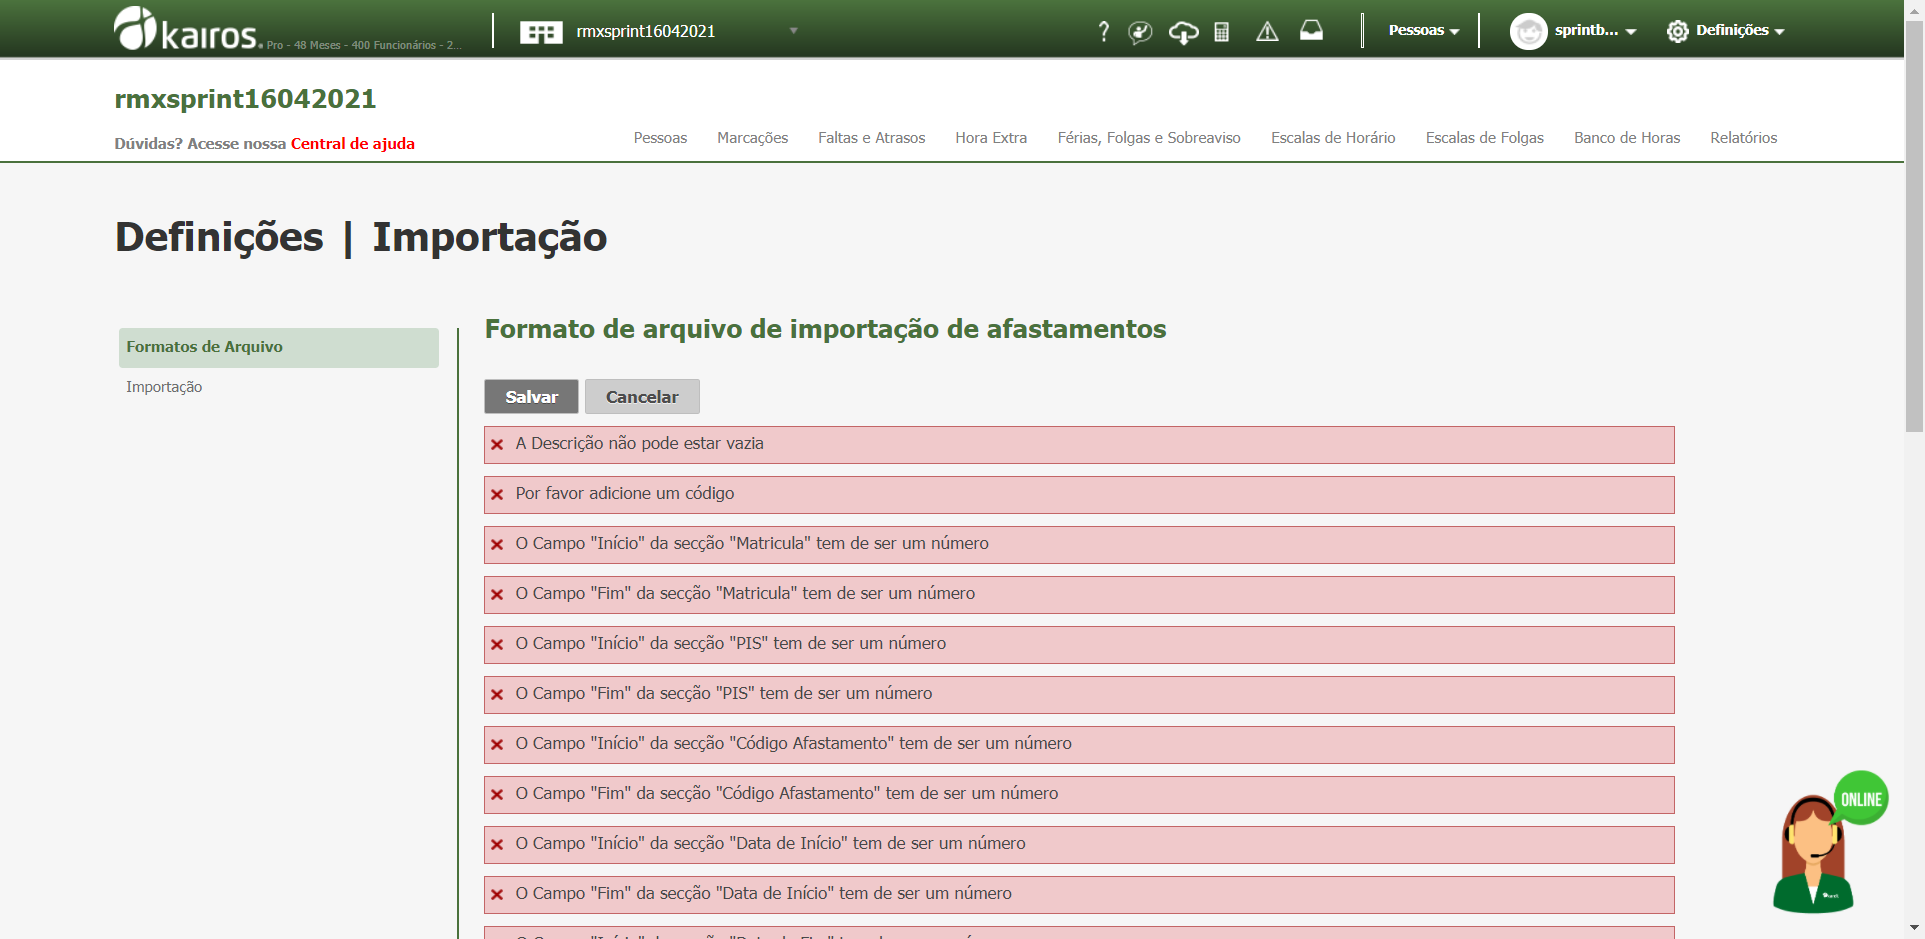 kairos. Pro - 48 Meses - 400 Funcionários - 2...
rmxsprint16042021
?
Pessoas
sprintb...
Definições
rmxsprint16042021
Dúvidas? Acesse nossa Central de ajuda
Pessoas Marcações Faltas e Atrasos Hora Extra Férias, Folgas e Sobreaviso Escalas de Horário Escalas de Folgas Banco de Horas Relatórios
Definições | Importação
Formatos de Arquivo
Importação
Formato de arquivo de importação de afastamentos
Salvar Cancelar
A Descrição não pode estar vazia
Por favor adicione um código
O Campo "Início" da secção "Matricula" tem de ser um número
O Campo "Fim" da secção "Matricula" tem de ser um número
O Campo "Início" da secção "PIS" tem de ser um número
O Campo "Fim" da secção "PIS" tem de ser um número
O Campo "Início" da secção "Código Afastamento" tem de ser um número
O Campo "Fim" da secção "Código Afastamento" tem de ser um número
O Campo "Início" da secção "Data de Início" tem de ser um número
O Campo "Fim" da secção "Data de Início" tem de ser um número
ONLINE